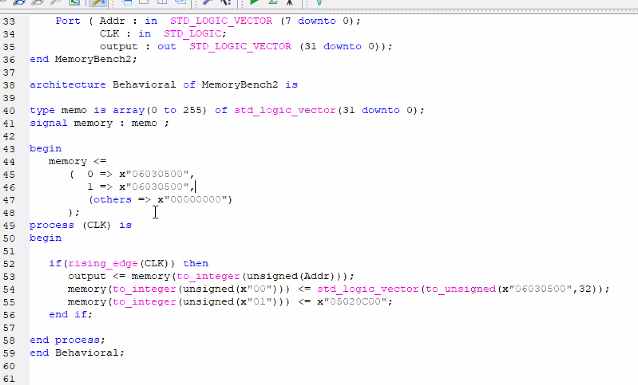 33 Port ( Addr : in STD_LOGIC_VECTOR (7 downto 0);
34 CLK : in STD_LOGIC;
35 output : out STD_LOGIC_VECTOR (31 downto 0));
36 end MemoryBench2;
37
38 architecture Behavioral of MemoryBench2 is
39
40 type memo is array(0 to 255) of std_logic_vector(31 downto 0);
41 signal memory : memo ;
42
43 begin
44 memory <=
45 ( 0 => x"06030500",
46 1 => x"06030500",
47 (others => x"00000000")
48 );
49 process (CLK) is
50 begin
51
52 if(rising_edge(CLK)) then
53 output <= memory(to_integer(unsigned(Addr)));
54 memory(to_integer(unsigned(x"00"))) <= std_logic_vector(to_unsigned(x"06030500",32));
55 memory(to_integer(unsigned(x"01"))) <= x"05020C00";
56 end if;
57
58 end process;
59 end Behavioral;
60
61